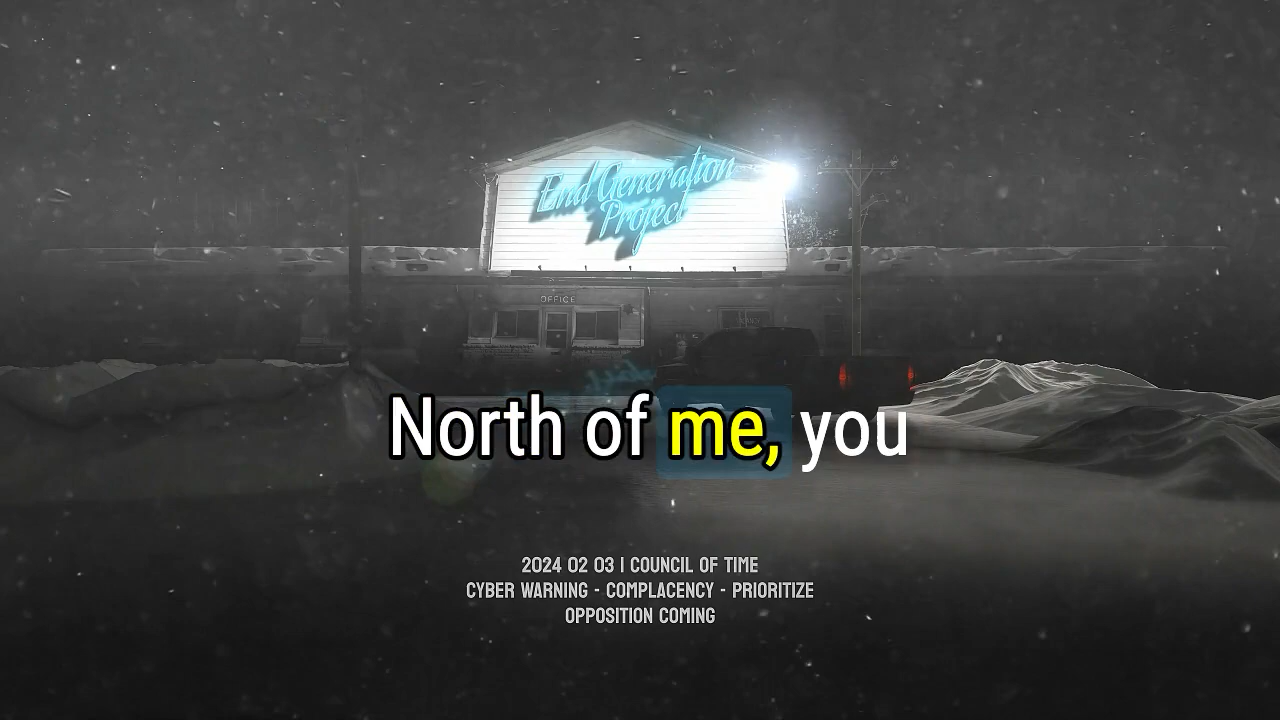 End Generation
Project
OFFICE
North of me, you
2024 02 03 | COUNCIL OF TIME
CYBER WARNING - COMPLACENCY - PRIORITIZE
OPPOSITION COMING